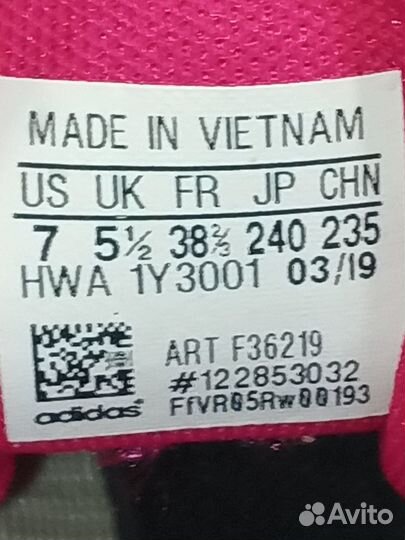 MADE IN VIETNAM
US UK FR JP CHN
7 5½ 38⅔ 240 235
HWA 1Y3001 03/19
ART F36219
#122853032
FfVR05Rw00193
adidas
Avito